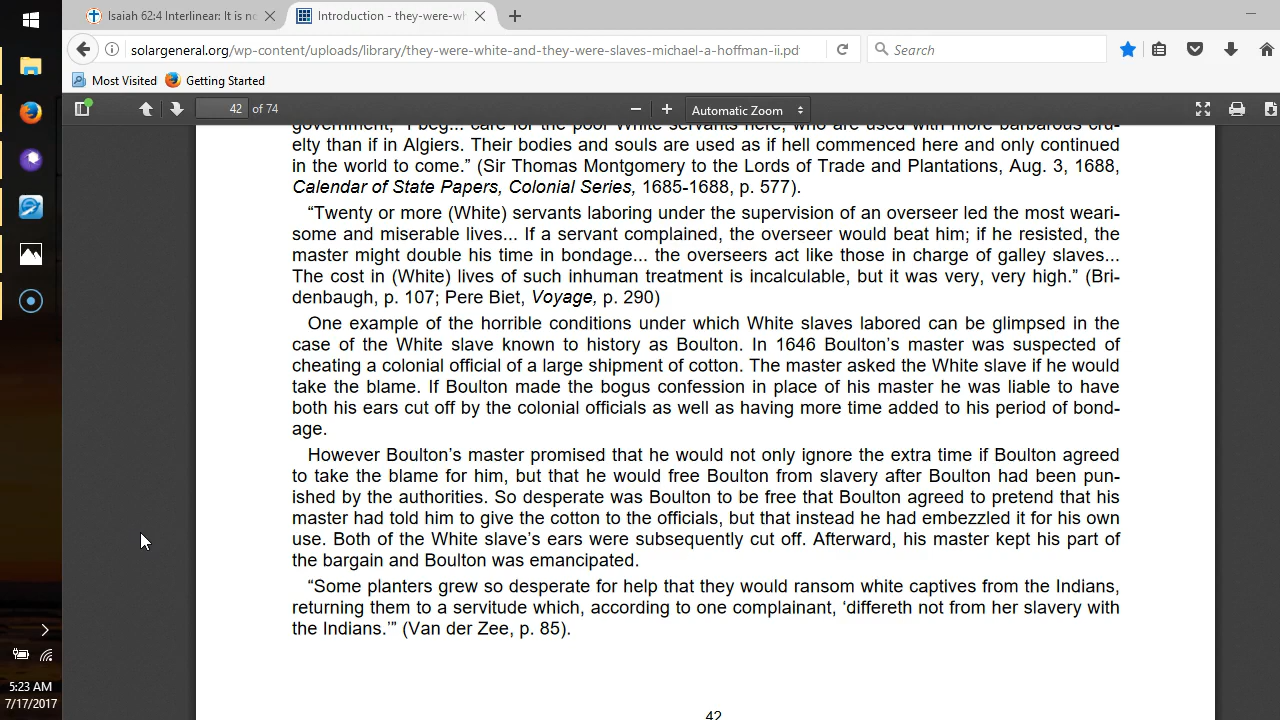 Isaiah 62:4 Interlinear: It is n
Introduction - they-were-wh
solargeneral.org/wp-content/uploads/library/they-were-white-and-they-were-slaves-michael-a-hoffman-ii.pdf
Search
Most Visited
Getting Started
42 of 74
Automatic Zoom
government, "I beg... care for the poor White servants here, who are used with more barbarous cru-
elty than if in Algiers. Their bodies and souls are used as if hell commenced here and only continued
in the world to come." (Sir Thomas Montgomery to the Lords of Trade and Plantations, Aug. 3, 1688,
Calendar of State Papers, Colonial Series, 1685-1688, p. 577).
"Twenty or more (White) servants laboring under the supervision of an overseer led the most weari-
some and miserable lives... If a servant complained, the overseer would beat him; if he resisted, the
master might double his time in bondage... the overseers act like those in charge of galley slaves...
The cost in (White) lives of such inhuman treatment is incalculable, but it was very, very high." (Bri-
denbaugh, p. 107; Pere Biet, Voyage, p. 290)
One example of the horrible conditions under which White slaves labored can be glimpsed in the
case of the White slave known to history as Boulton. In 1646 Boulton's master was suspected of
cheating a colonial official of a large shipment of cotton. The master asked the White slave if he would
take the blame. If Boulton made the bogus confession in place of his master he was liable to have
both his ears cut off by the colonial officials as well as having more time added to his period of bond-
age.
However Boulton's master promised that he would not only ignore the extra time if Boulton agreed
to take the blame for him, but that he would free Boulton from slavery after Boulton had been pun-
ished by the authorities. So desperate was Boulton to be free that Boulton agreed to pretend that his
master had told him to give the cotton to the officials, but that instead he had embezzled it for his own
use. Both of the White slave's ears were subsequently cut off. Afterward, his master kept his part of
the bargain and Boulton was emancipated.
"Some planters grew so desperate for help that they would ransom white captives from the Indians,
returning them to a servitude which, according to one complainant, 'differeth not from her slavery with
the Indians.'" (Van der Zee, p. 85).
42
5:23 AM
7/17/2017